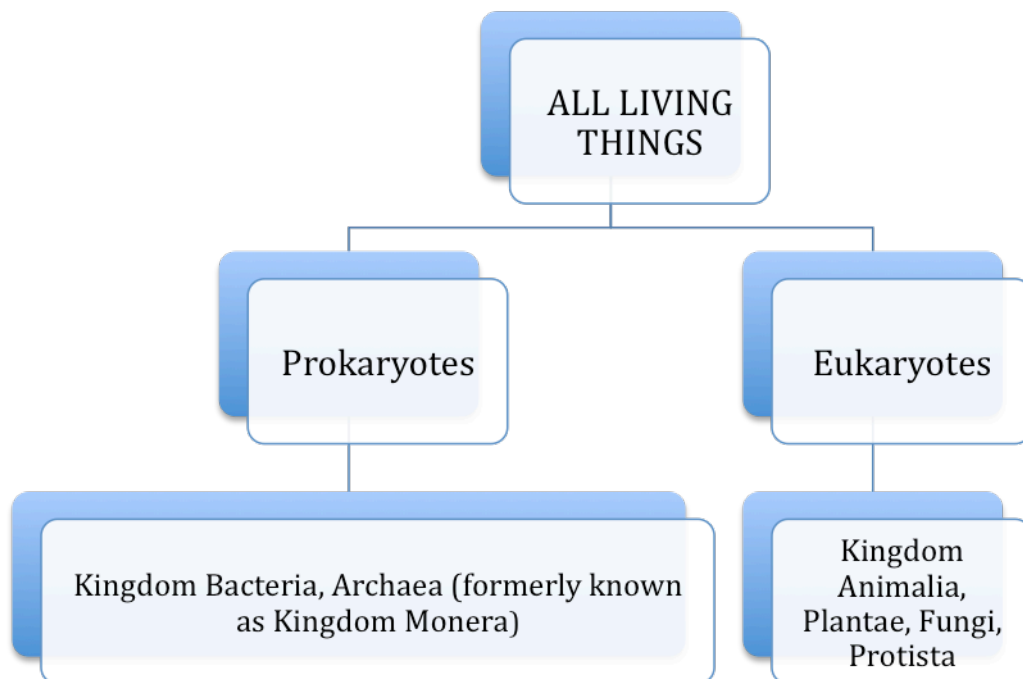 ALL LIVING
THINGS
Prokaryotes
Eukaryotes
Kingdom Bacteria, Archaea (formerly known
as Kingdom Monera)
Kingdom
Animalia,
Plantae, Fungi,
Protista